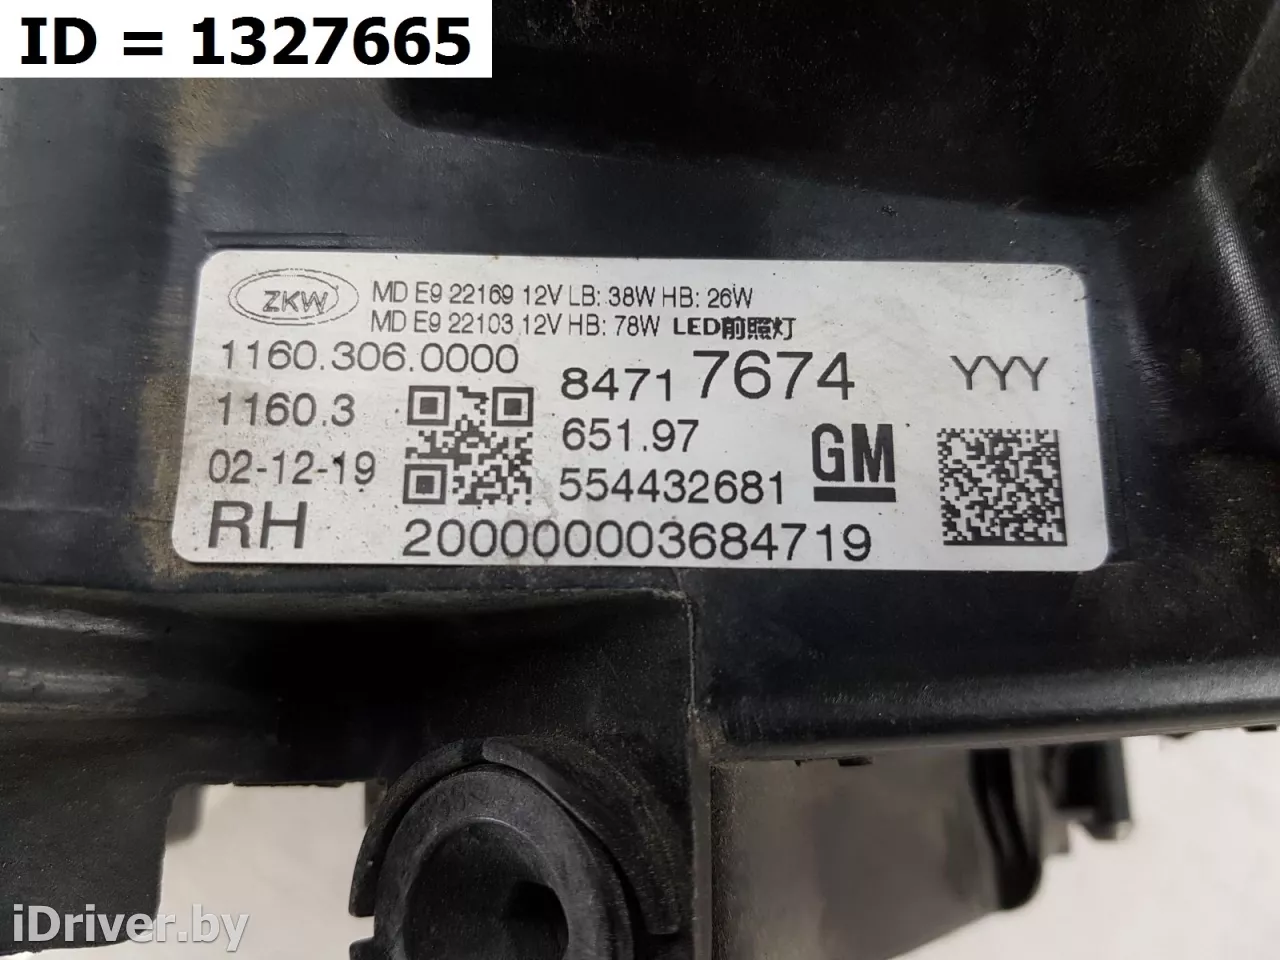 ID = 1327665
ZKW
MD E9 22169 12V LB: 38W HB: 26W
MD E9 22103 12V HB: 78W LED前照灯
1160.306.0000
8471 7674
YYY
1160.3
651.97
GM
02-12-19
554432681
RH
200000003684719
iDriver.by